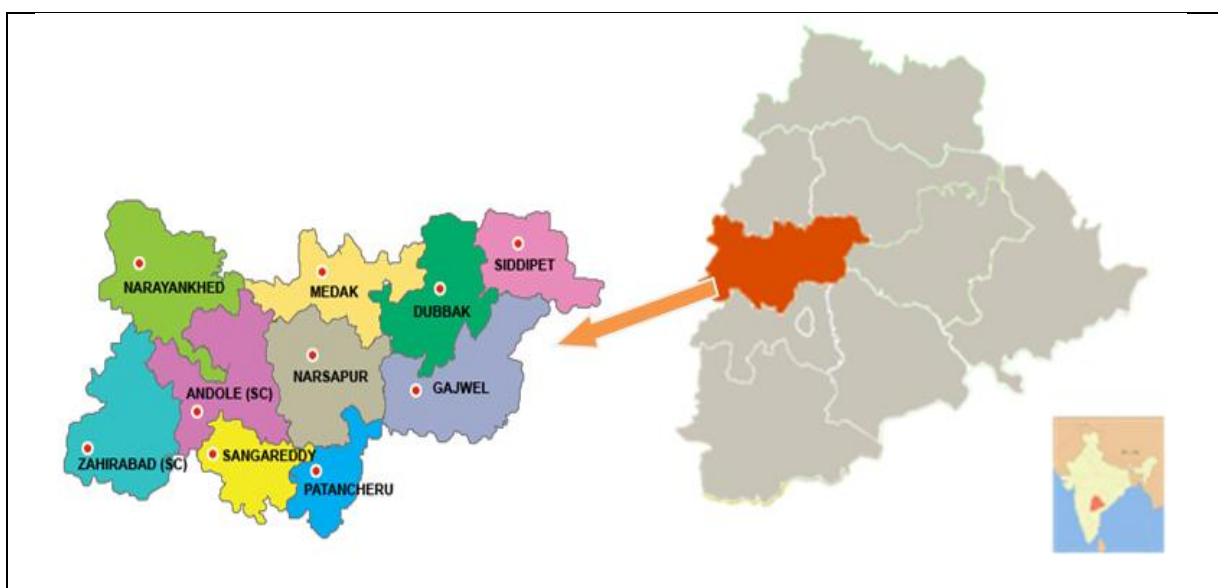 SIDDIPET
NARAYANKHED
MEDAK
DUBBAK
NARSAPUR
GAJWEL
ANDOLE (SC)
ZAHIRABAD (SC)
SANGAREDDY
PATANCHERU